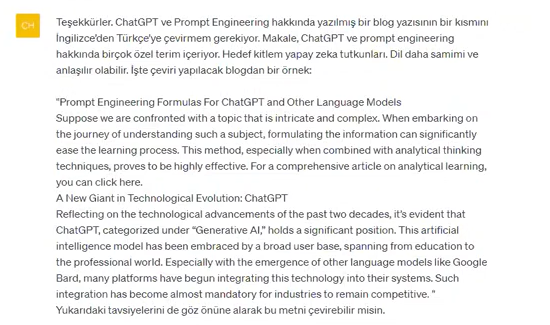 CH
Teşekkürler. ChatGPT ve Prompt Engineering hakkında yazılmış bir blog yazısının bir kısmını
İngilizce'den Türkçe'ye çevirmem gerekiyor. Makale, ChatGPT ve prompt engineering
hakkında birçok özel terim içeriyor. Hedef kitlem yapay zeka tutkunları. Dil daha samimi ve
anlaşılır olabilir. İşte çeviri yapılacak blogdan bir örnek:
"Prompt Engineering Formulas For ChatGPT and Other Language Models
Suppose we are confronted with a topic that is intricate and complex. When embarking on
the journey of understanding such a subject, formulating the information can significantly
ease the learning process. This method, especially when combined with analytical thinking
techniques, proves to be highly effective. For a comprehensive article on analytical learning,
you can click here.
A New Giant in Technological Evolution: ChatGPT
Reflecting on the technological advancements of the past two decades, it's evident that
ChatGPT, categorized under "Generative AI," holds a significant position. This artificial
intelligence model has been embraced by a broad user base, spanning from education to
the professional world. Especially with the emergence of other language models like Google
Bard, many platforms have begun integrating this technology into their systems. Such
integration has become almost mandatory for industries to remain competitive. "
Yukarıdaki tavsiyelerini de göz önüne alarak bu metni çevirebilir misin.